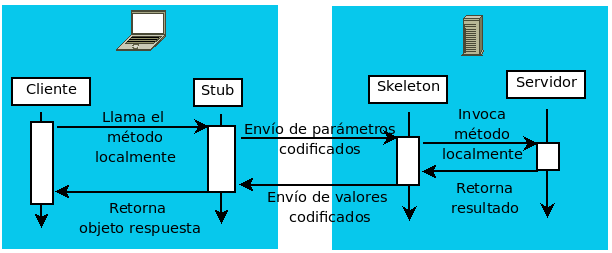 Cliente
Stub
Skeleton
Servidor
Llama el
método
localmente
Envío de parámetros
codificados
Invoca
método
localmente
Retorna
resultado
Envío de valores
codificados
Retorna
objeto respuesta